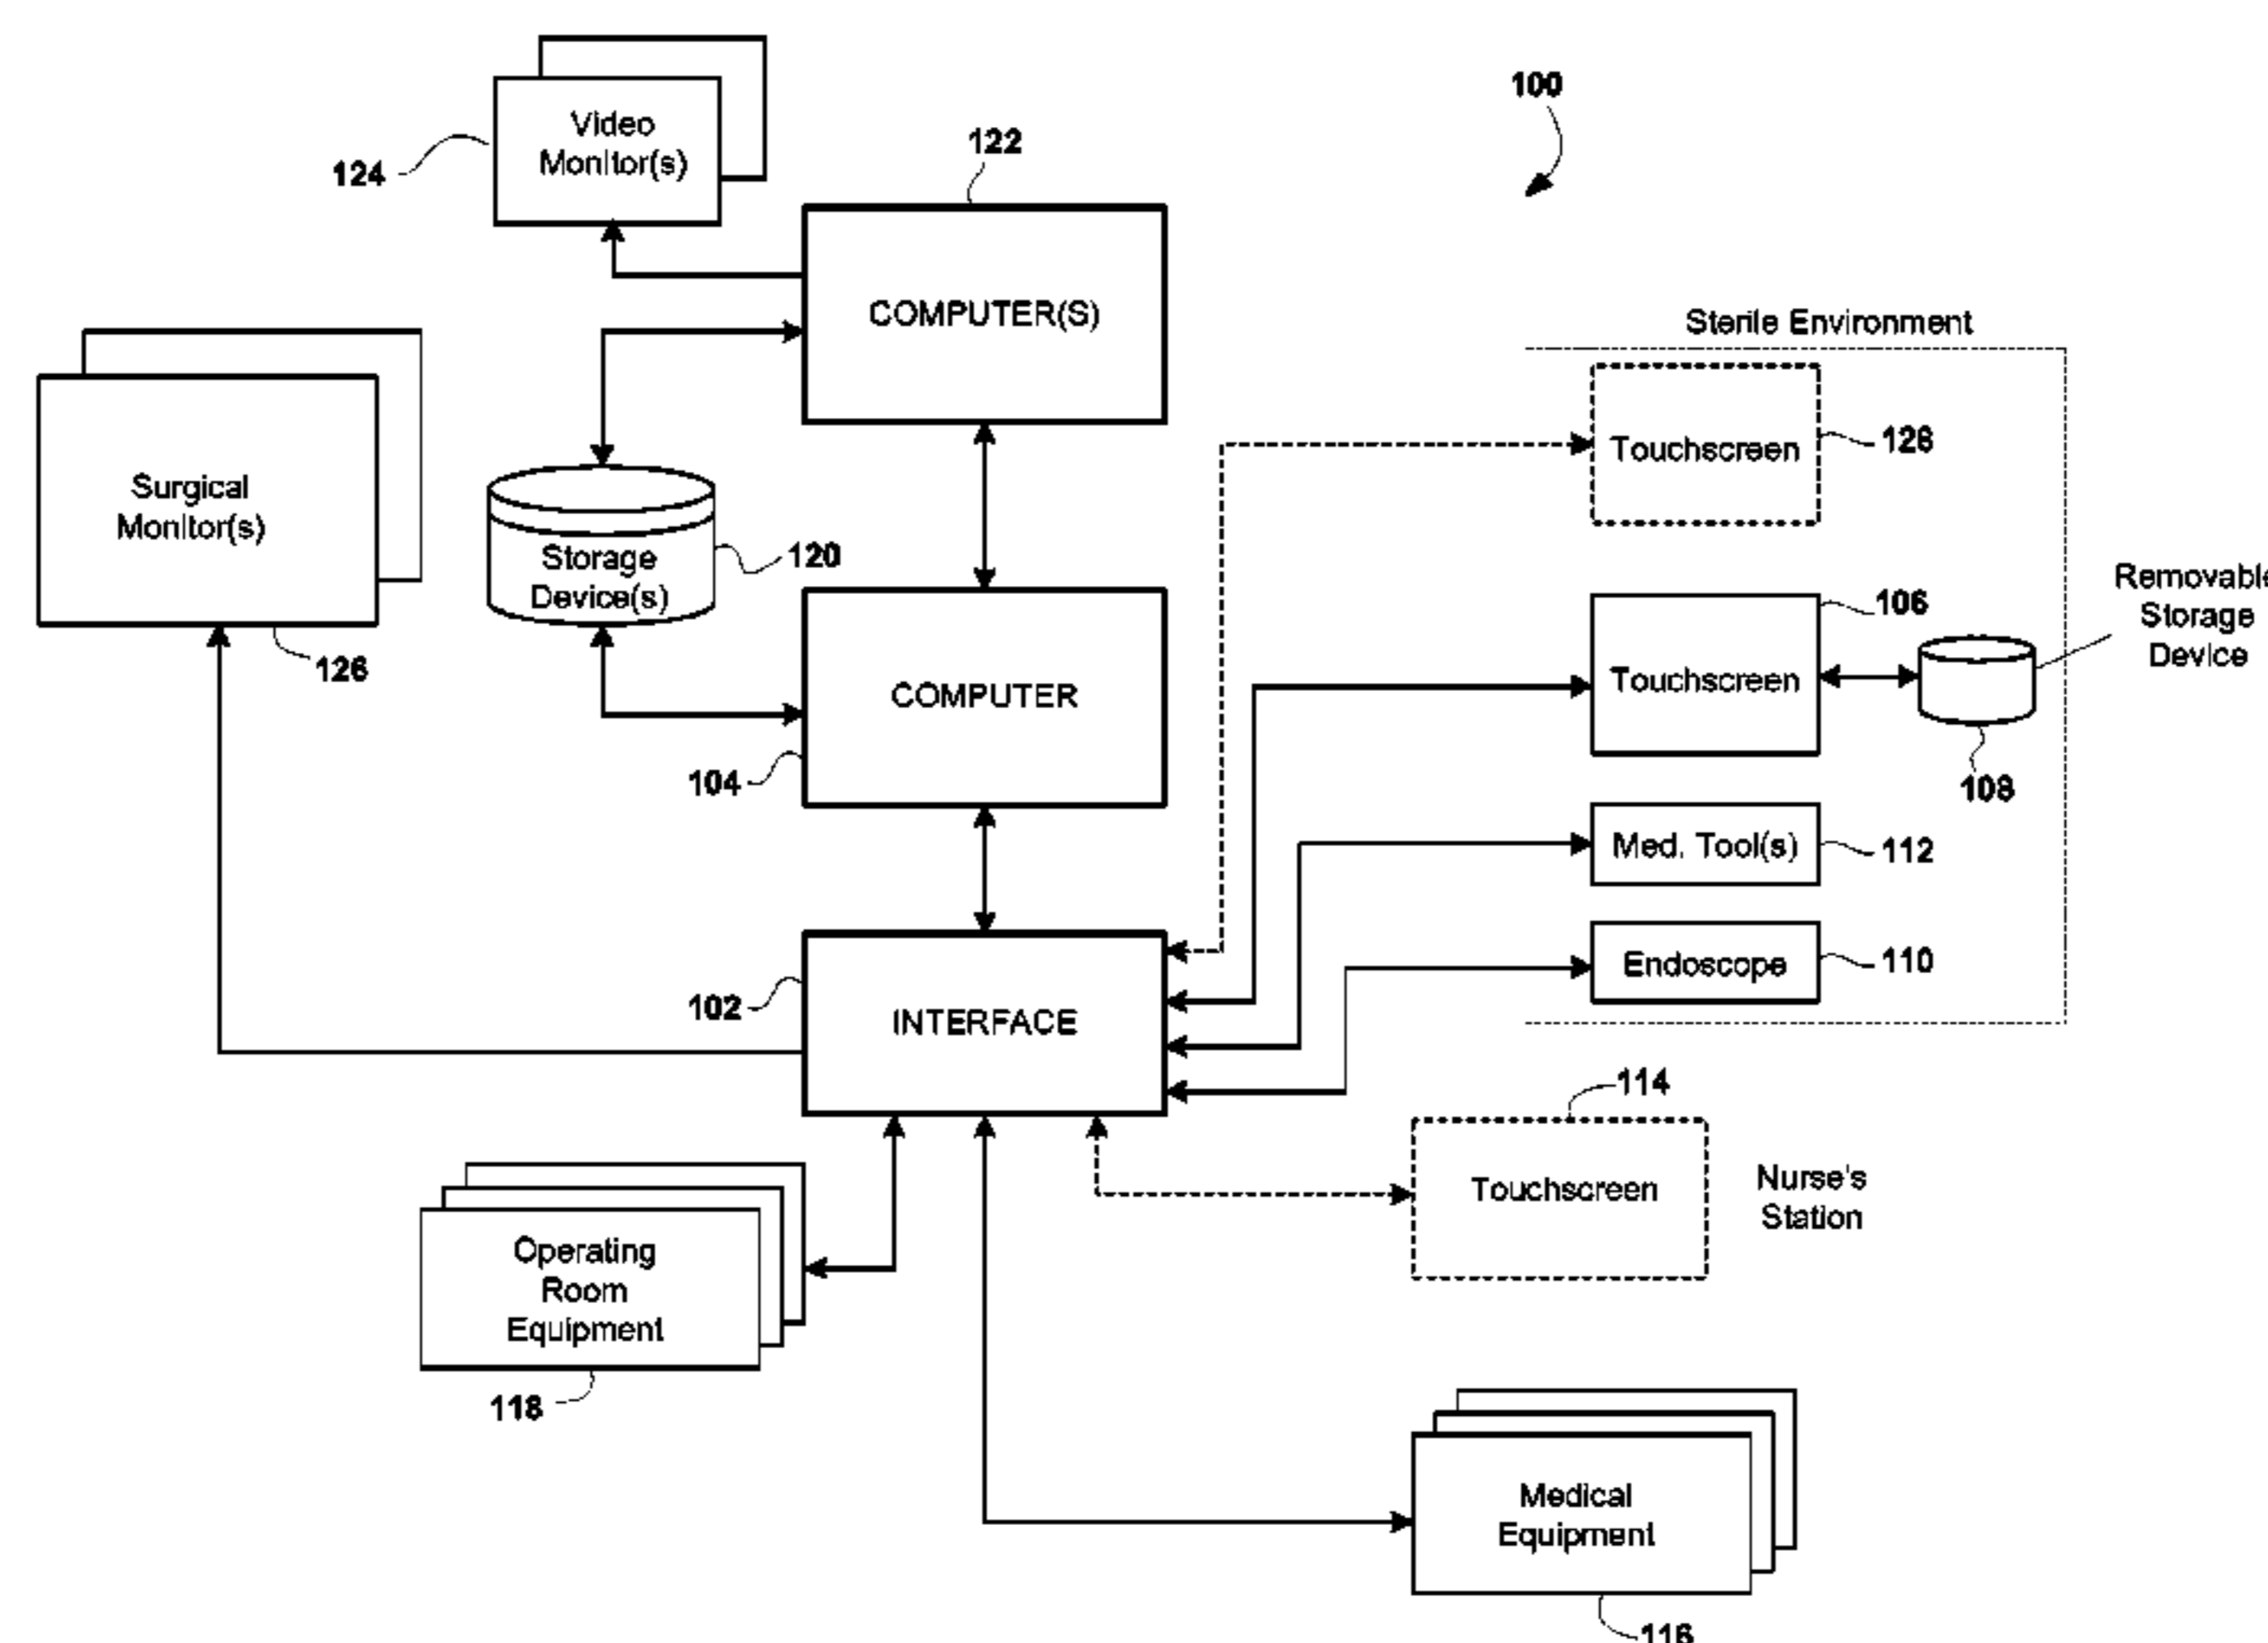 100
Video
Monitor(s)
124
122
COMPUTER(S)
Sterile Environment
Touchscreen
126
Surgical
Monitor(s)
126
Storage
Device(s)
120
Removable
Storage
Device
106
Touchscreen
108
COMPUTER
104
Med. Tool(s)
112
Endoscope
110
102
INTERFACE
114
Touchscreen
Nurse's
Station
Operating
Room
Equipment
118
Medical
Equipment
116